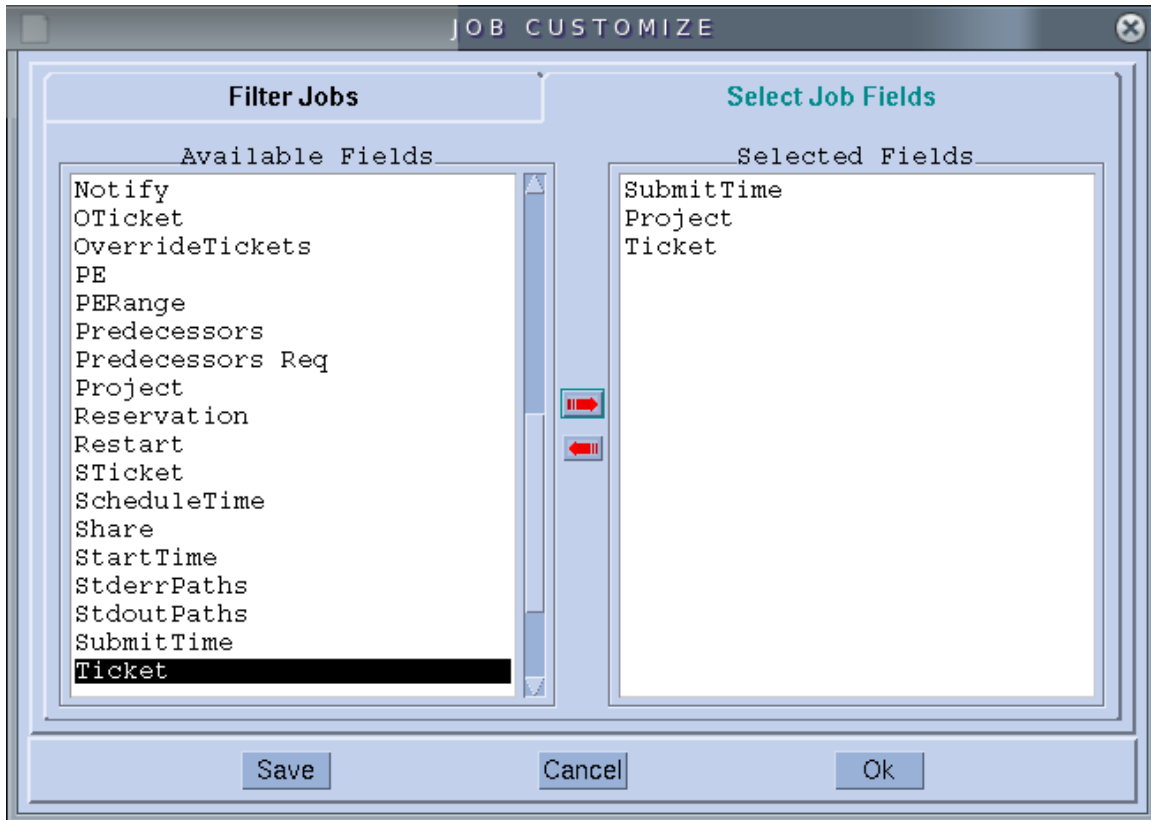 JOB CUSTOMIZE
Filter Jobs
Select Job Fields
Available Fields
Notify
OTicket
OverrideTickets
PE
PERange
Predecessors
Predecessors Req
Project
Reservation
Restart
STicket
ScheduleTime
Share
StartTime
StderrPaths
StdoutPaths
SubmitTime
Ticket
Selected Fields
SubmitTime
Project
Ticket
Save
Cancel
Ok